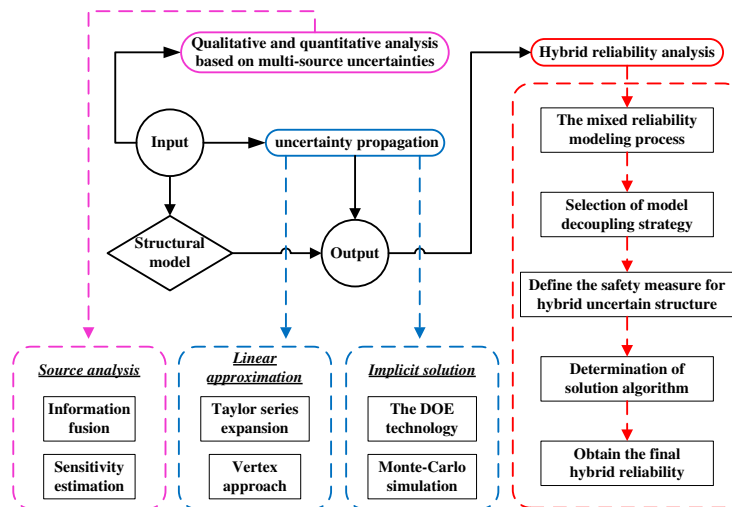 Qualitative and quantitative analysis
based on multi-source uncertainties
Hybrid reliability analysis
Input
uncertainty propagation
Structural
model
Output
The mixed reliability
modeling process
Selection of model
decoupling strategy
Define the safety measure for
hybrid uncertain structure
Determination of
solution algorithm
Obtain the final
hybrid reliability
Source analysis
Information
fusion
Sensitivity
estimation
Linear
approximation
Taylor series
expansion
Vertex
approach
Implicit solution
The DOE
technology
Monte-Carlo
simulation